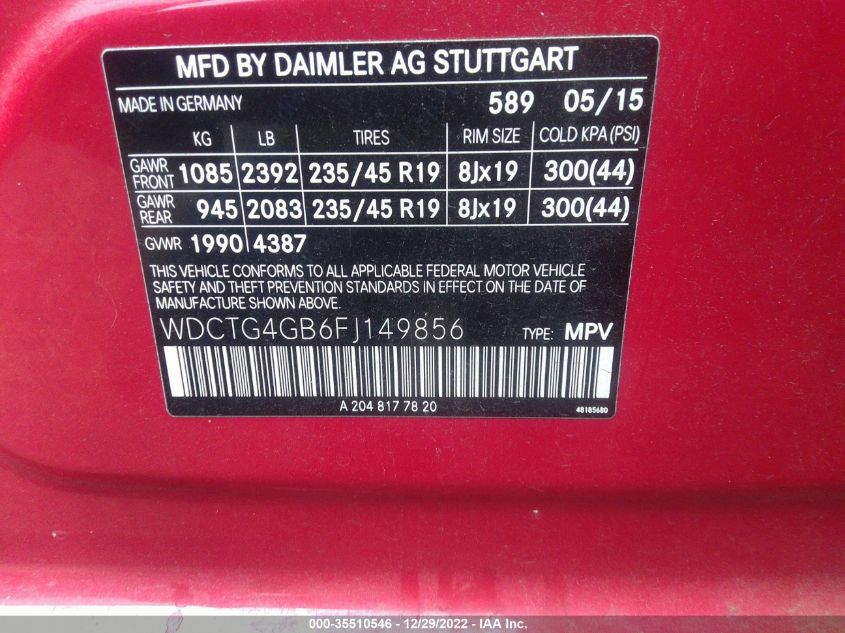 MFD BY DAIMLER AG STUTTGART
MADE IN GERMANY 589 05/15
KG LB TIRES RIM SIZE COLD KPA (PSI)
GAWR FRONT 1085 2392 235/45 R19 8Jx19 300(44)
GAWR REAR 945 2083 235/45 R19 8Jx19 300(44)
GVWR 1990 4387
THIS VEHICLE CONFORMS TO ALL APPLICABLE FEDERAL MOTOR VEHICLE
SAFETY AND THEFT PREVENTION STANDARDS IN EFFECT ON THE DATE OF
MANUFACTURE SHOWN ABOVE.
WDCTG4GB6FJ149856 TYPE: MPV
A 204 817 78 20 48185680
000-35510546 - 12/29/2022 - IAA Inc.